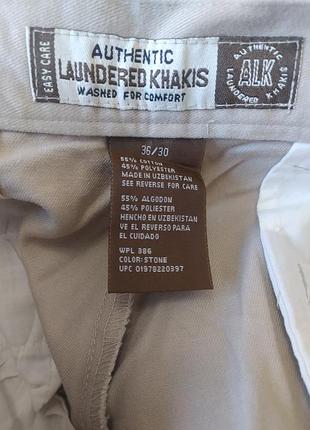 EASY CARE
AUTHENTIC
LAUNDERED KHAKIS
WASHED FOR COMFORT
AUTHENTIC
ALK
LAUNDERED KHAKIS
36/30
55% COTTON
45% POLYESTER
MADE IN UZBEKISTAN
SEE REVERSE FOR CARE
55% ALGODON
45% POLIESTER
HENCHO EN UZBEKISTAN
VE EL REVERSO PARA
EL CUIDADO
WPL 386
COLOR: STONE
UPC 01978220397